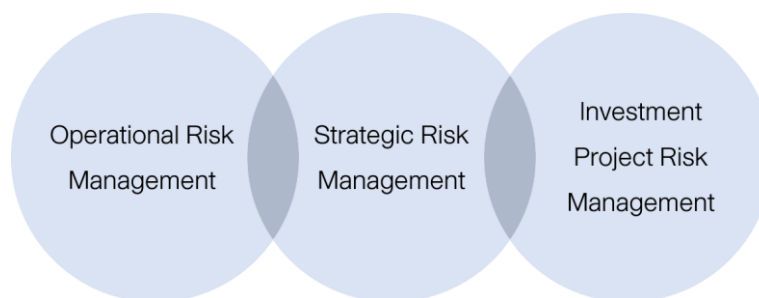 Operational Risk
Management
Strategic Risk
Management
Investment
Project Risk
Management